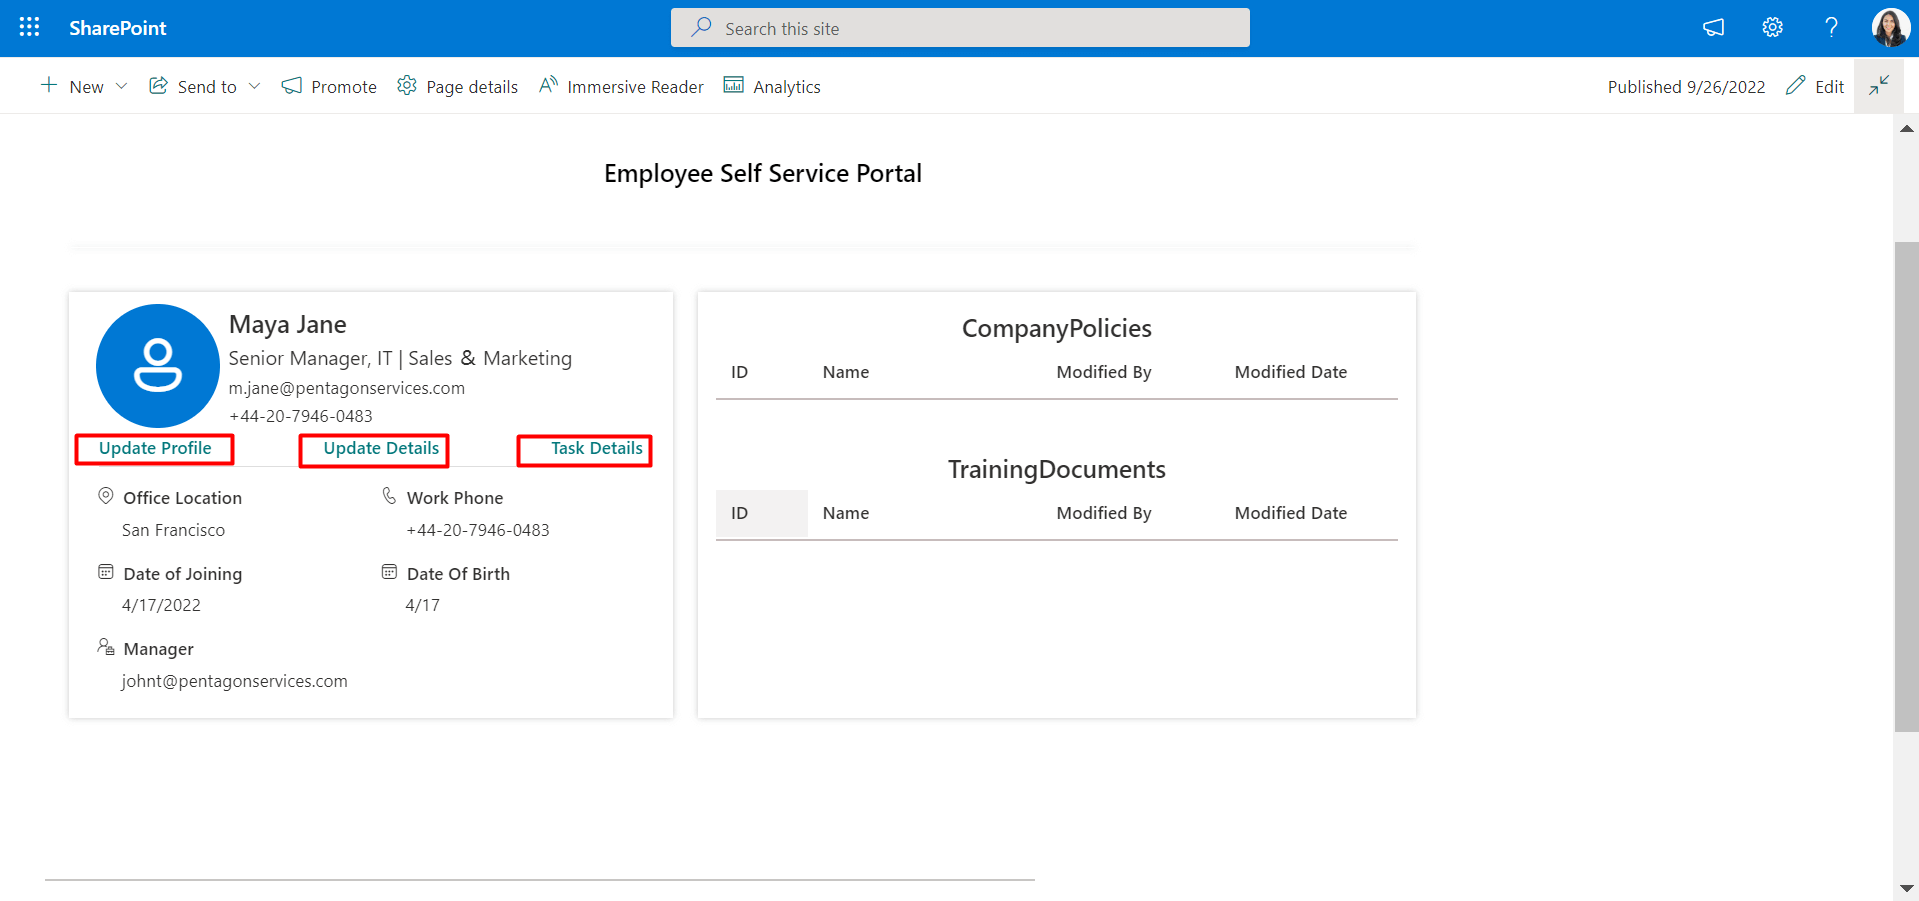 SharePoint
Search this site
?
New
Send to
Promote
Page details
Immersive Reader
Analytics
Published 9/26/2022
Edit
Employee Self Service Portal
Maya Jane
Senior Manager, IT | Sales & Marketing
m.jane@pentagonservices.com
+44-20-7946-0483
Update Profile
Update Details
Task Details
Office Location
San Francisco
Work Phone
+44-20-7946-0483
Date of Joining
4/17/2022
Date Of Birth
4/17
Manager
johnt@pentagonservices.com
CompanyPolicies
ID Name Modified By Modified Date
TrainingDocuments
ID Name Modified By Modified Date